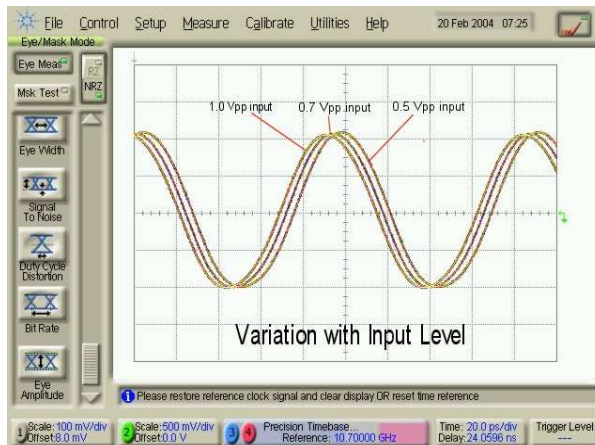 File Control Setup Measure Calibrate Utilities Help 20 Feb 2004 07:25
Eye/Mask Mode
Eye Meas
RZ
NRZ
Msk Test
Eye Width
Signal
To Noise
Duty Cycle
Distortion
Bit Rate
Eye
Amplitude
1.0 Vpp input 0.7 Vpp input 0.5 Vpp input
Variation with Input Level
Please restore reference clock signal and clear display OR reset time reference
1 Scale:100 mV/div
Offset:8.0 mV
2 Scale:500 mV/div
Offset:0.0 V
3 4 Precision Timebase...
Reference: 10.70000 GHz
Time: 20.0 ps/div
Delay:24.0596 ns
Trigger Level
---